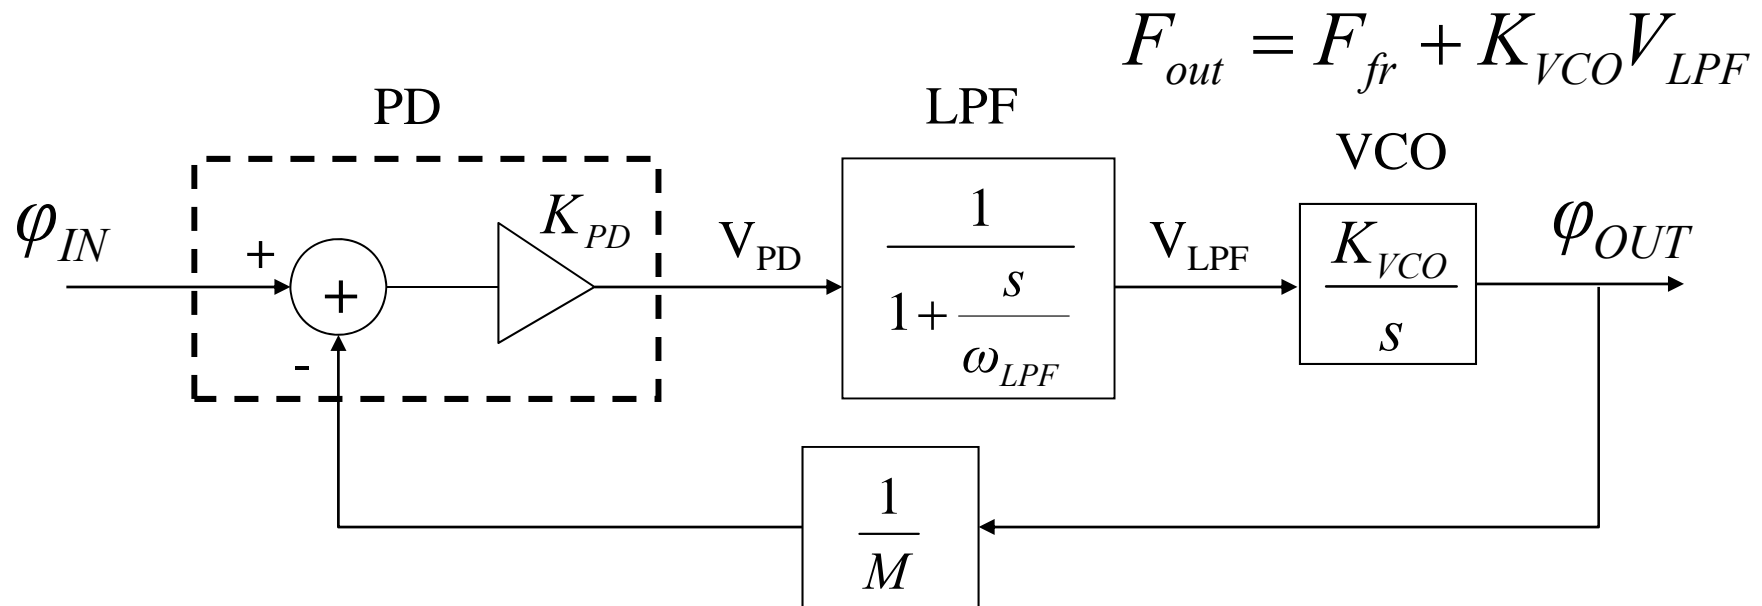 F_out = F_fr + K_VCO V_LPF
PD
LPF
VCO
φ_IN
+
+
-
K_PD
V_PD
1
1+ s
ω_LPF
V_LPF
K_VCO
s
φ_OUT
1
M